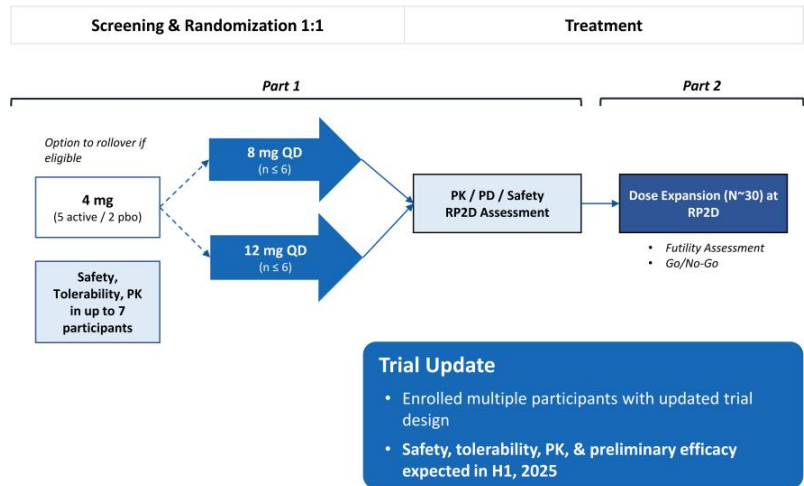 Screening & Randomization 1:1
Treatment
Part 1
Part 2
Option to rollover if
eligible
4 mg
(5 active / 2 pbo)
Safety,
Tolerability, PK
in up to 7
participants
8 mg QD
(n ≤ 6)
12 mg QD
(n ≤ 6)
PK / PD / Safety
RP2D Assessment
Dose Expansion (N~30) at
RP2D
• Futility Assessment
• Go/No-Go
Trial Update
• Enrolled multiple participants with updated trial
design
• Safety, tolerability, PK, & preliminary efficacy
expected in H1, 2025